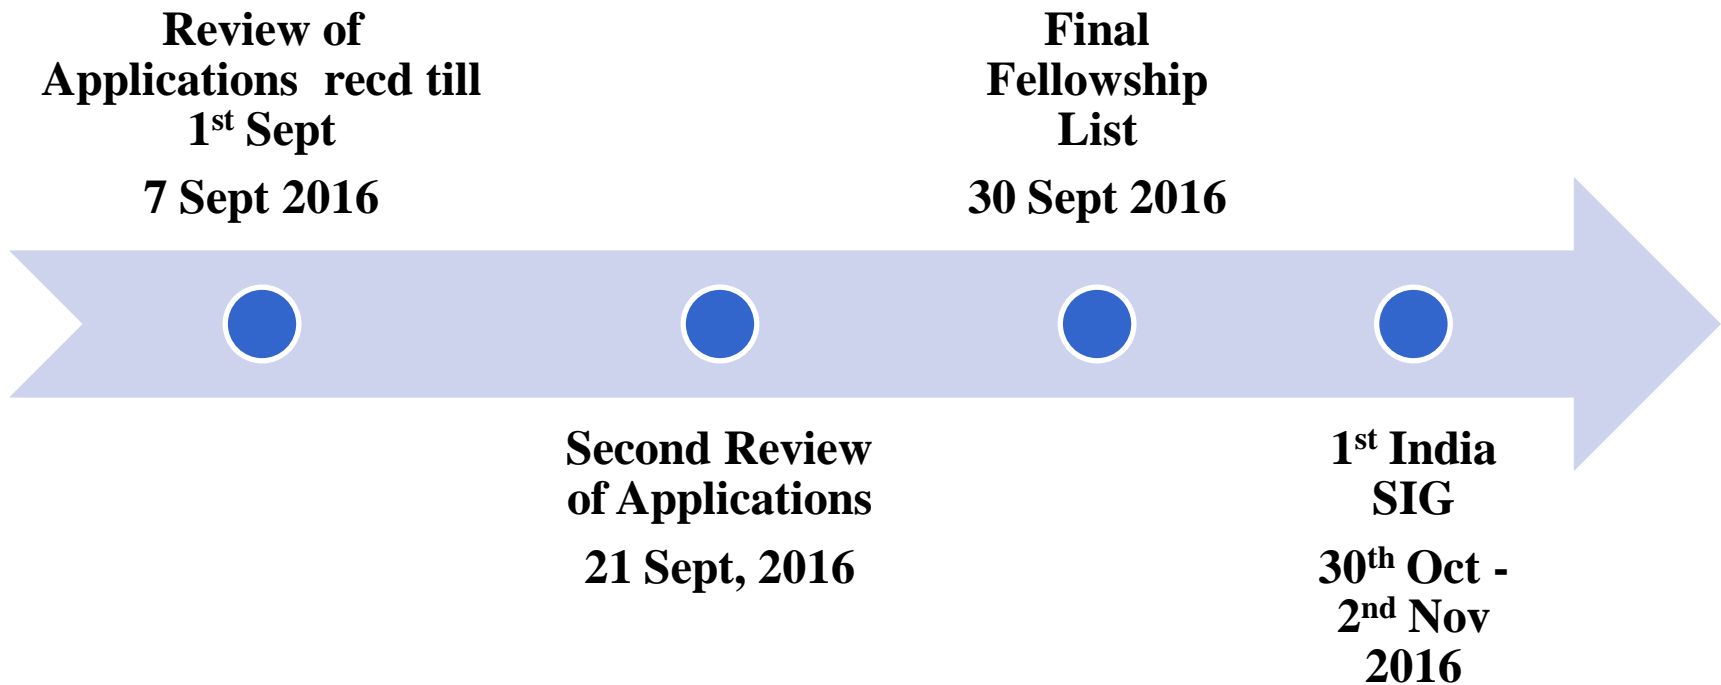 Review of
Applications  recd till
1st Sept
7 Sept 2016
Second Review
of Applications
21 Sept, 2016
Final
Fellowship
List
30 Sept 2016
1st India
SIG
30th Oct -
2nd Nov
2016